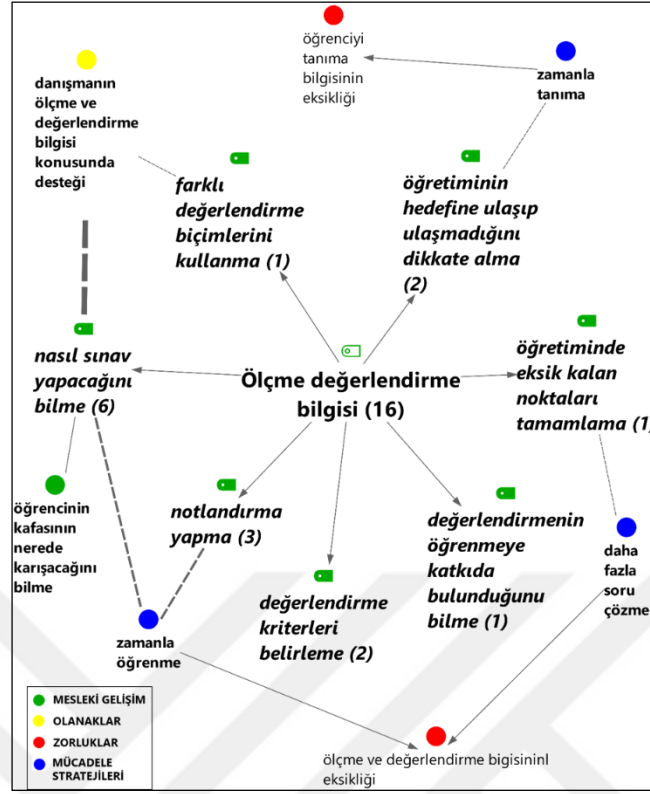 öğrenciyi
tanıma
bilgisinin
eksikliği
zamanla
tanıma
danışmanın
ölçme ve
değerlendirme
bilgisi
konusunda
desteği
farklı
değerlendirme
biçimlerini
kullanma (1)
öğretiminin
hedefine ulaşıp
ulaşmadığını
dikkate alma
(2)
nasıl sınav
yapacağını
bilme (6)
Ölçme değerlendirme
bilgisi (16)
öğretiminde
eksik kalan
noktaları
tamamlama (1)
öğrencinin
kafasının
nerede
karışacağını
bilme
notlandırma
yapma (3)
değerlendirmenin
öğrenmeye
katkıda
bulunduğunu
bilme (1)
daha
fazla
soru
çözme
değerlendirme
kriterleri
belirleme (2)
zamanla
öğrenme
MESLEKİ GELİŞİM
OLANAKLAR
ZORLUKLAR
MÜCADELE
STRATEJİLERİ
ölçme ve değerlendirme bigisininl
eksikliği